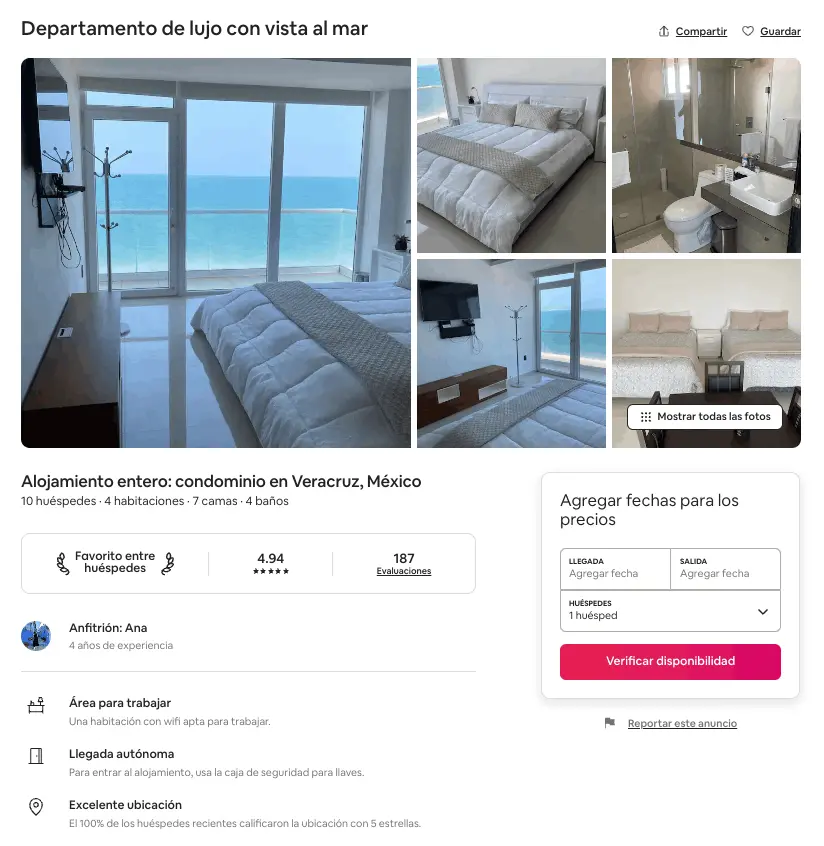 Departamento de lujo con vista al mar
Compartir
Guardar
Mostrar todas las fotos
Alojamiento entero: condominio en Veracruz, México
10 huéspedes · 4 habitaciones · 7 camas · 4 baños
Favorito entre
huéspedes
4.94
187
Evaluaciones
Anfitrión: Ana
4 años de experiencia
Área para trabajar
Una habitación con wifi apta para trabajar.
Llegada autónoma
Para entrar al alojamiento, usa la caja de seguridad para llaves.
Excelente ubicación
El 100% de los huéspedes recientes calificaron la ubicación con 5 estrellas.
Agregar fechas para los
precios
LLEGADA
Agregar fecha
SALIDA
Agregar fecha
HUÉSPEDES
1 huésped
Verificar disponibilidad
Reportar este anuncio